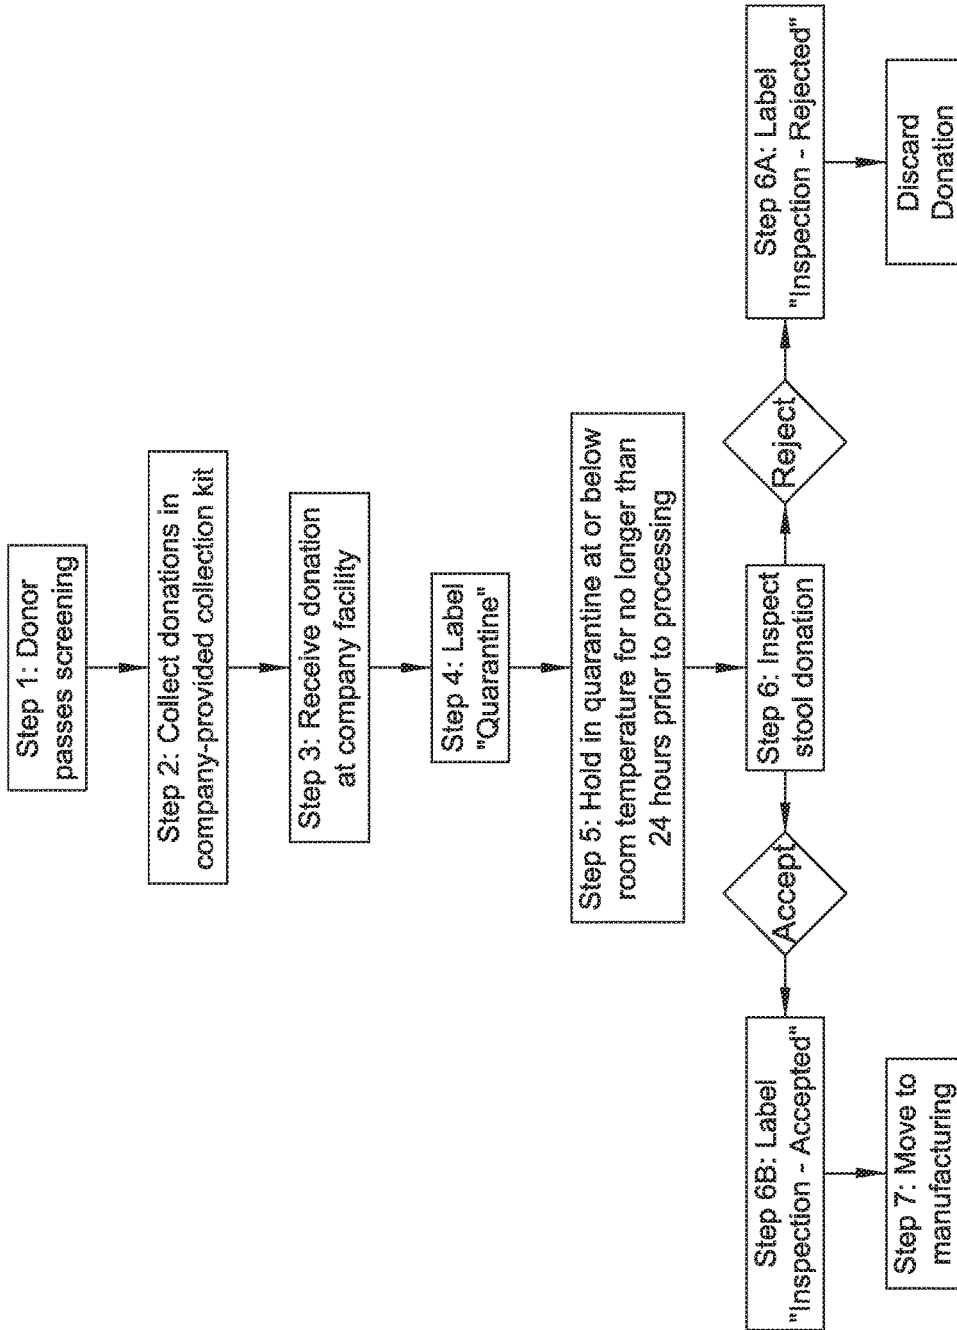 Step 1: Donor
passes screening
Step 2: Collect donations in
company-provided collection kit
Step 3: Receive donation
at company facility
Step 4: Label
"Quarantine"
Step 5: Hold in quarantine at or below
room temperature for no longer than
24 hours prior to processing
Step 6: Inspect
stool donation
Accept
Reject
Step 6B: Label
"Inspection - Accepted"
Step 6A: Label
"Inspection - Rejected"
Step 7: Move to
manufacturing
Discard
Donation